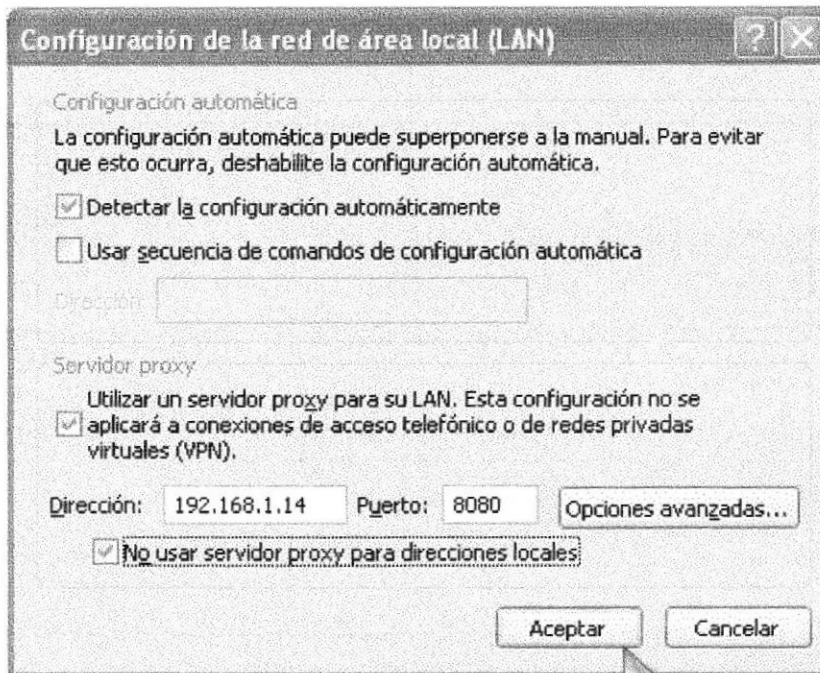 Configuración de la red de área local (LAN)
Configuración automática
La configuración automática puede superponerse a la manual. Para evitar
que esto ocurra, deshabilite la configuración automática.
Detectar la configuración automáticamente
Usar secuencia de comandos de configuración automática
Dirección
Servidor proxy
Utilizar un servidor proxy para su LAN. Esta configuración no se
aplicará a conexiones de acceso telefónico o de redes privadas
virtuales (VPN).
Dirección: 192.168.1.14 Puerto: 8080 Opciones avanzadas...
No usar servidor proxy para direcciones locales
Aceptar Cancelar